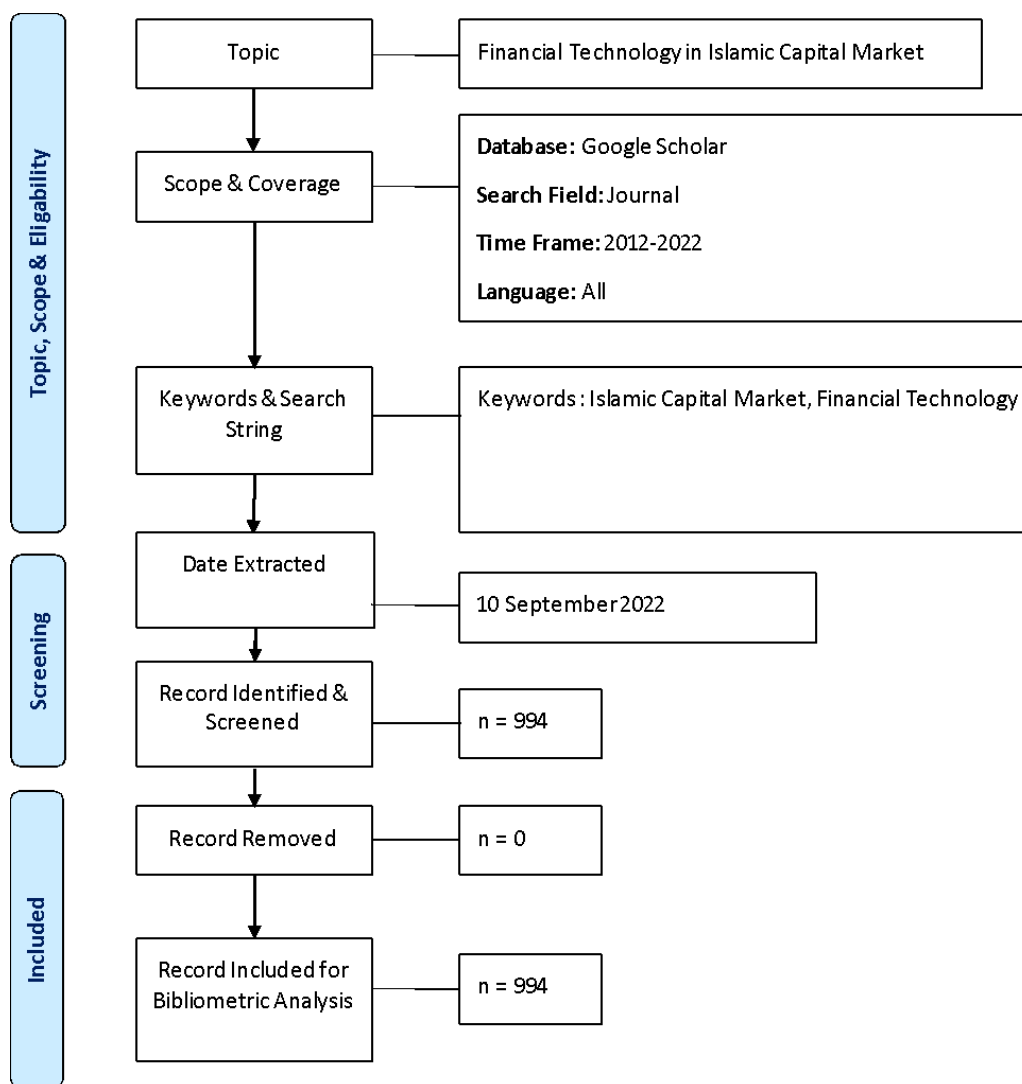 Topic, Scope & Eligability
Topic
Financial Technology in Islamic Capital Market
Scope & Coverage
Database: Google Scholar
Search Field: Journal
Time Frame: 2012-2022
Language: All
Keywords & Search
String
Keywords : Islamic Capital Market, Financial Technology
Screening
Date Extracted
10 September 2022
Record Identified &
Screened
n = 994
Included
Record Removed
n = 0
Record Included for
Bibliometric Analysis
n = 994